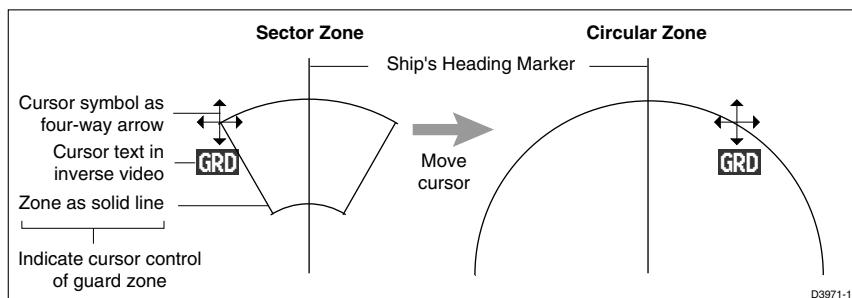 Sector Zone
Circular Zone
Ship's Heading Marker
Cursor symbol as
four-way arrow
Cursor text in
inverse video
GRD
Zone as solid line
Indicate cursor control
of guard zone
Move
cursor
GRD
D3971-1